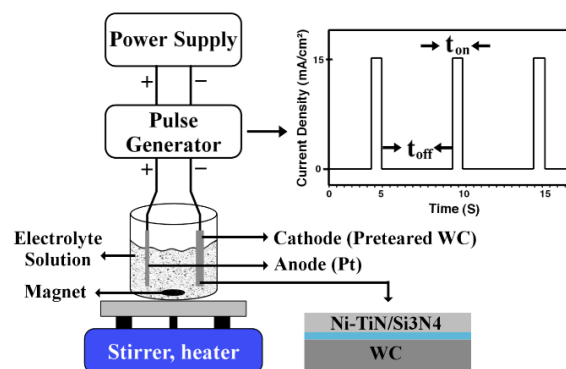 Power Supply
+ −
Pulse
Generator
+ −
Electrolyte
Solution
Magnet
Cathode (Preteared WC)
Anode (Pt)
Stirrer, heater
Current Density (mA/cm²)
15
0
ton
toff
0 5 10 15
Time (S)
Ni-TiN/Si3N4
WC